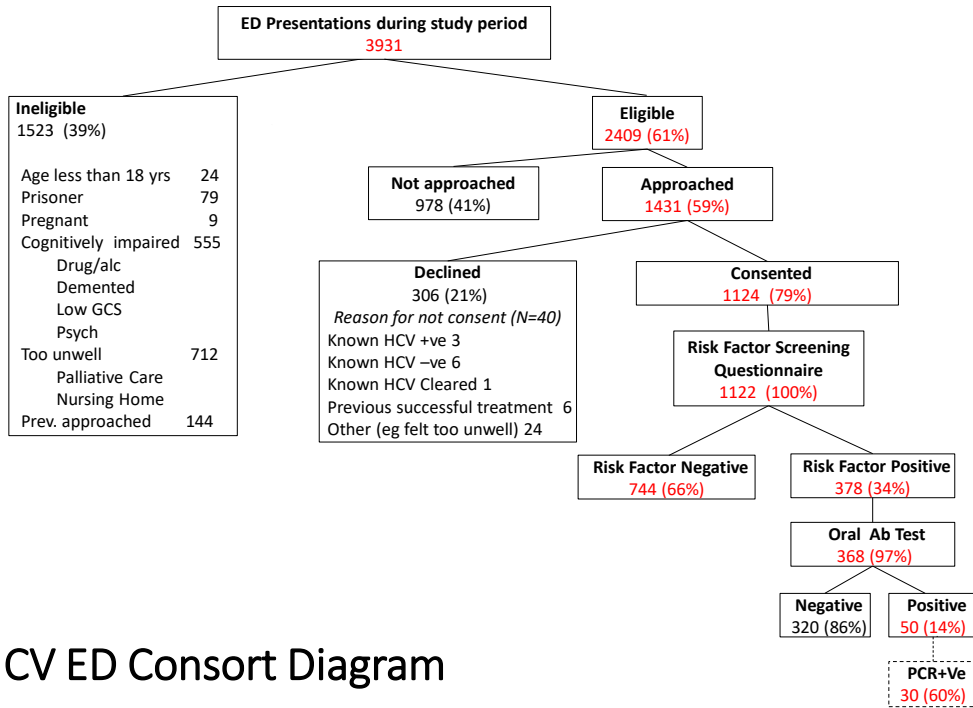 ED Presentations during study period
3931
Ineligible
1523 (39%)
Age less than 18 yrs 24
Prisoner 79
Pregnant 9
Cognitively impaired 555
Drug/alc
Demented
Low GCS
Psych
Too unwell 712
Palliative Care
Nursing Home
Prev. approached 144
Eligible
2409 (61%)
Not approached
978 (41%)
Approached
1431 (59%)
Declined
306 (21%)
Reason for not consent (N=40)
Known HCV +ve 3
Known HCV –ve 6
Known HCV Cleared 1
Previous successful treatment 6
Other (eg felt too unwell) 24
Consented
1124 (79%)
Risk Factor Screening
Questionnaire
1122 (100%)
Risk Factor Negative
744 (66%)
Risk Factor Positive
378 (34%)
Oral Ab Test
368 (97%)
Negative
320 (86%)
Positive
50 (14%)
PCR+Ve
30 (60%)
CV ED Consort Diagram